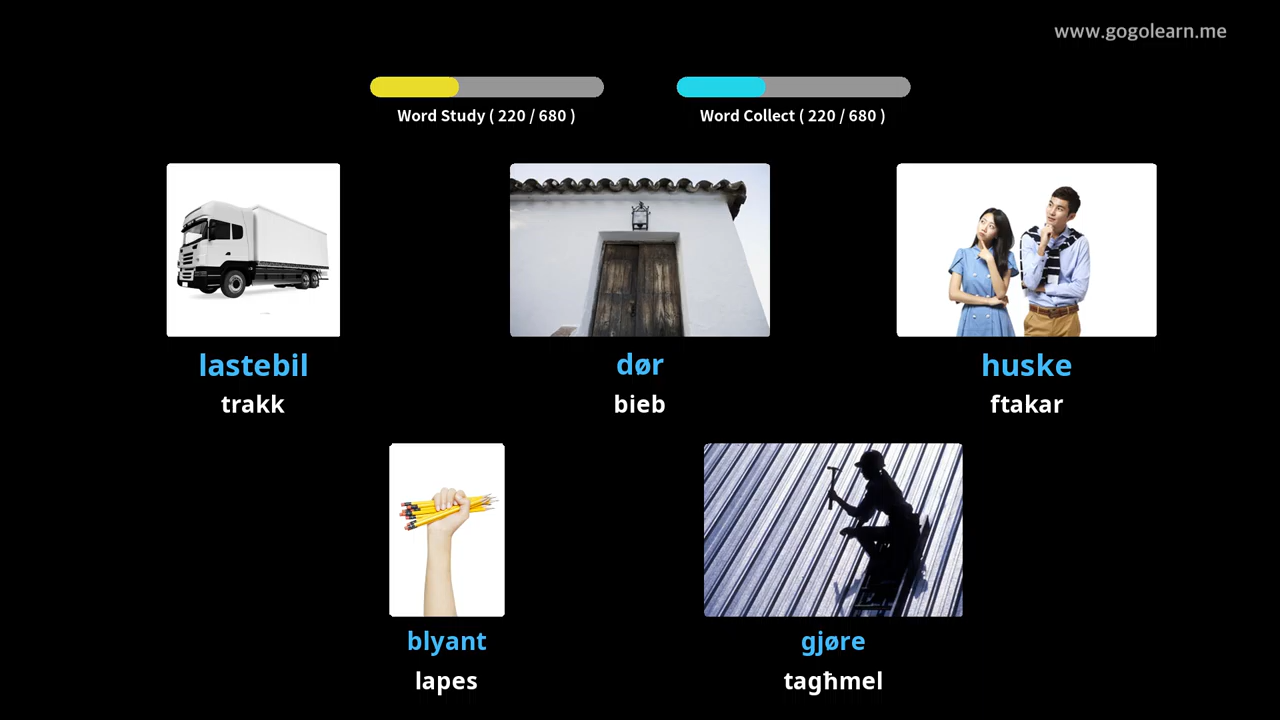 www.gogolearn.me
Word Study ( 220 / 680 )
Word Collect ( 220 / 680 )
lastebil
trakk
dør
bieb
huske
ftakar
blyant
lapes
gjøre
tagħmel